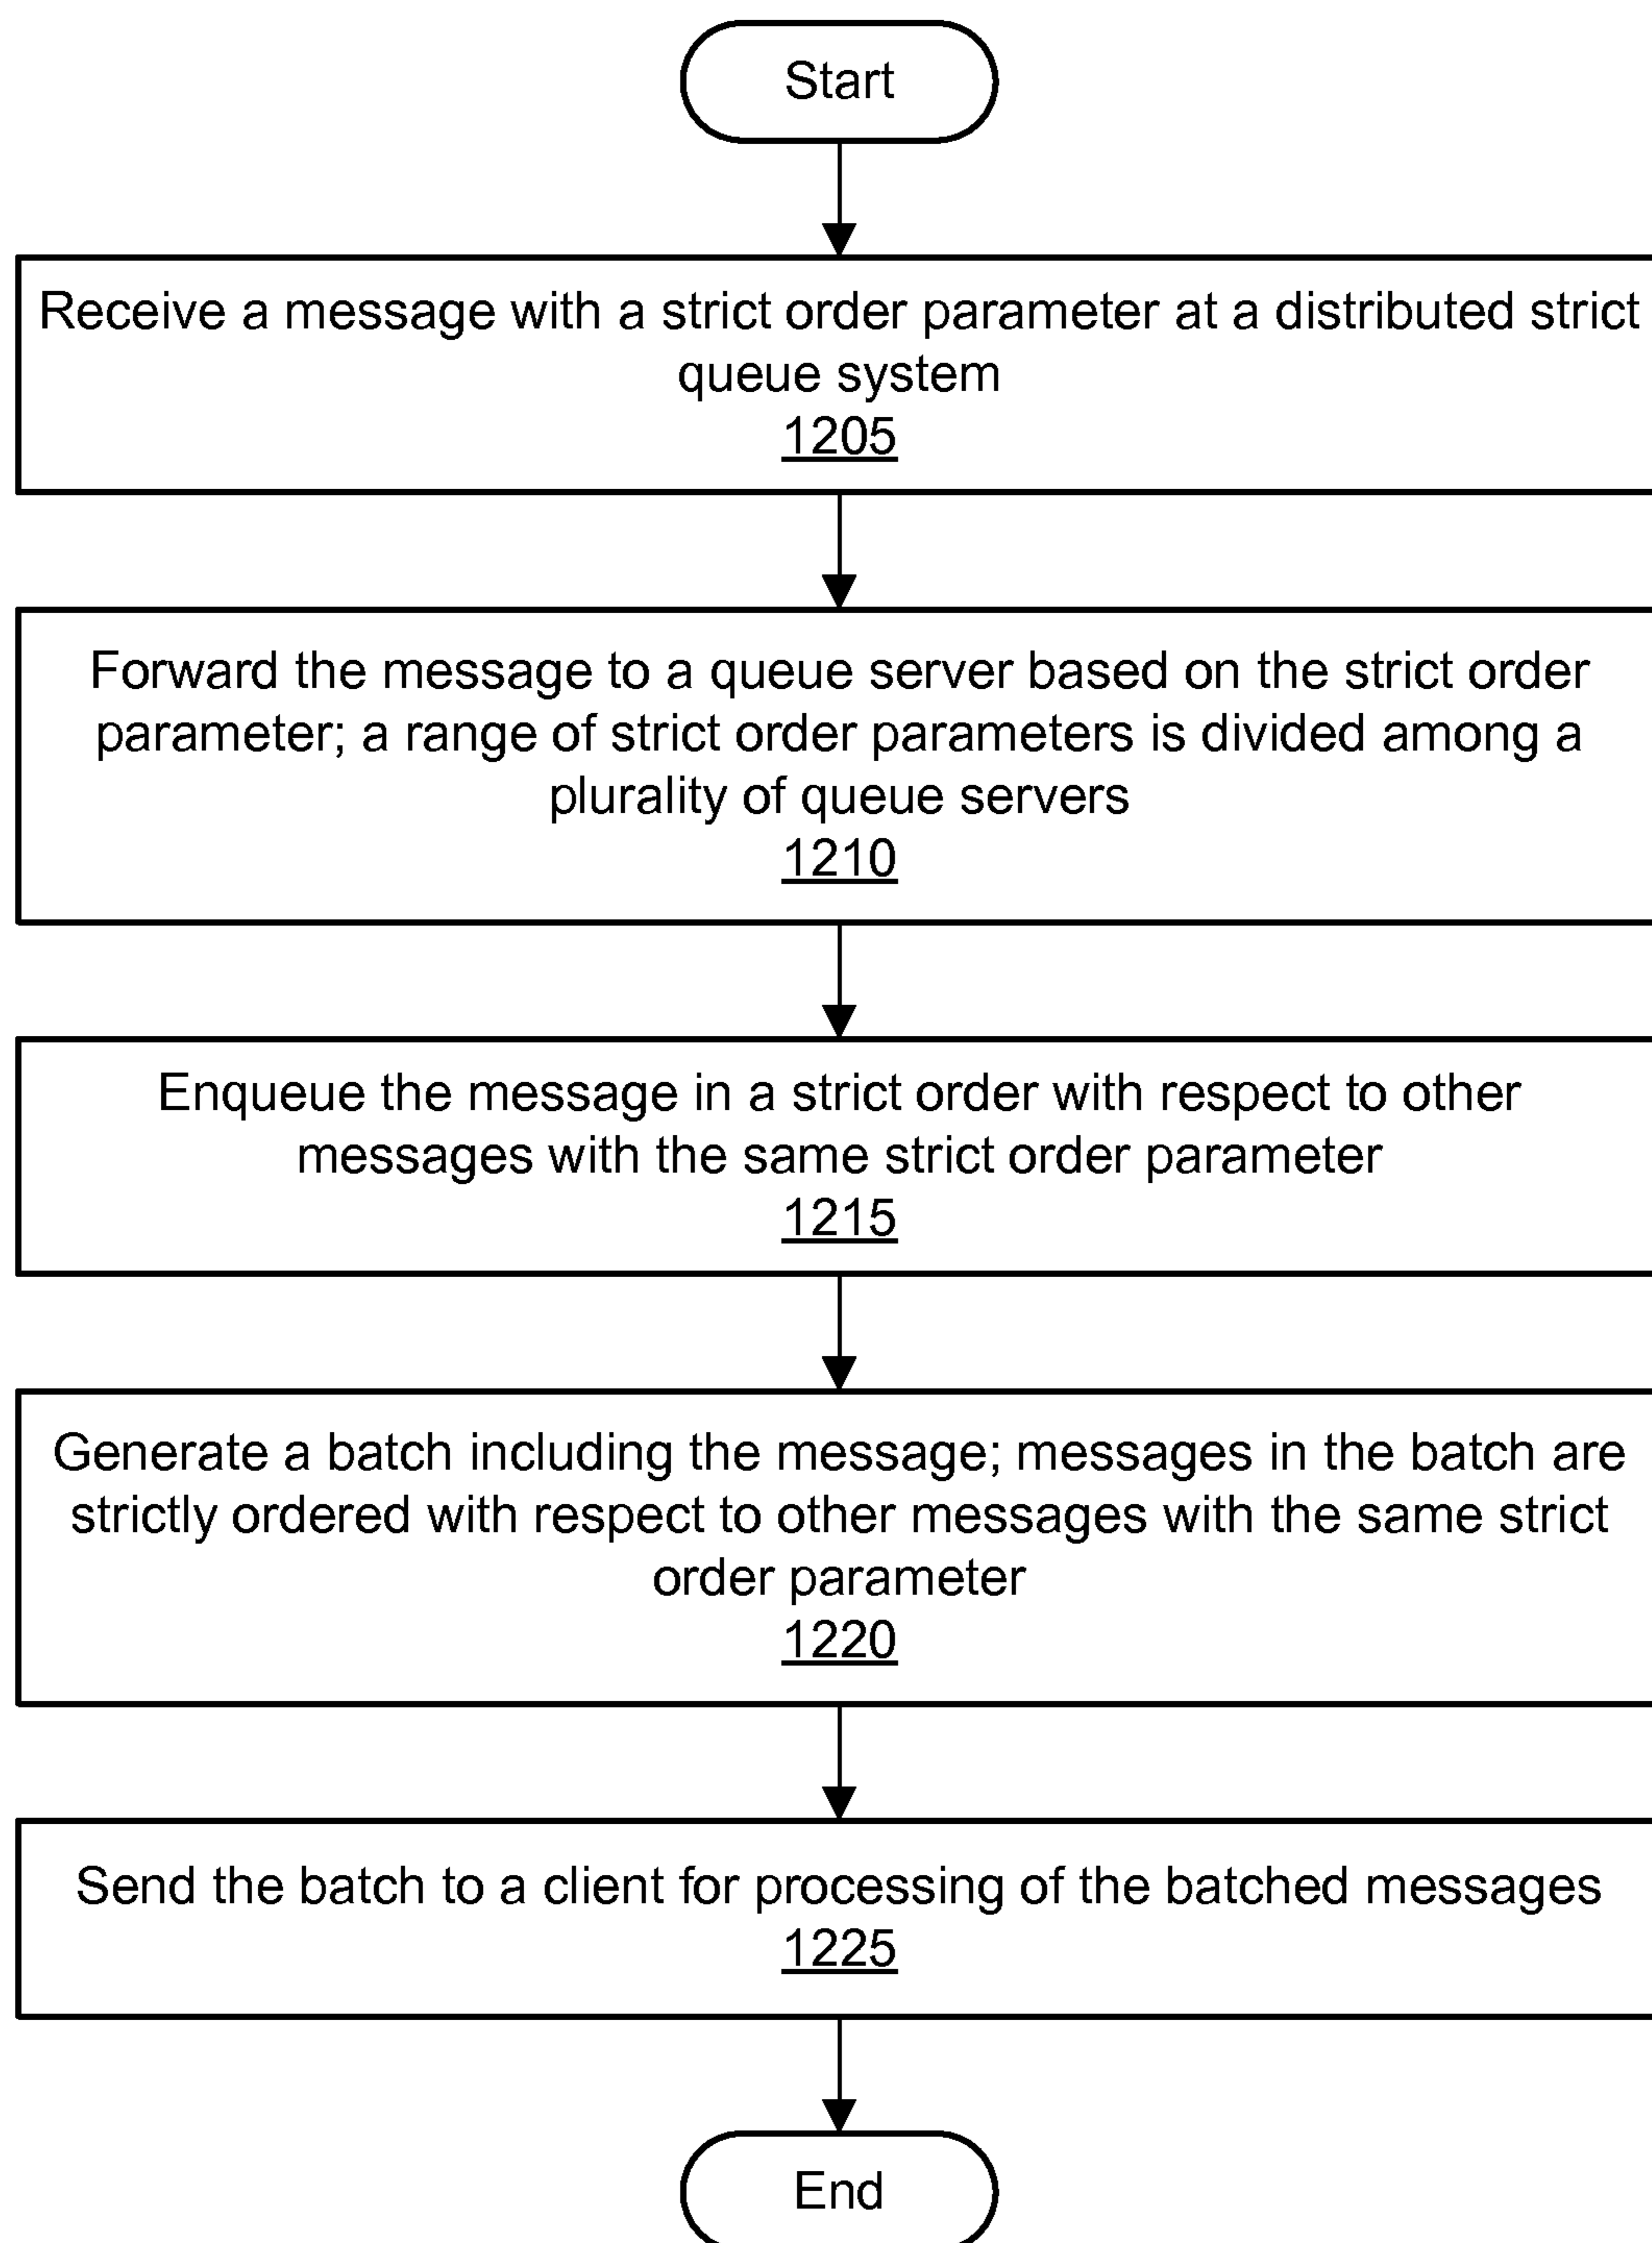 Start
Receive a message with a strict order parameter at a distributed strict
queue system
1205
Forward the message to a queue server based on the strict order
parameter; a range of strict order parameters is divided among a
plurality of queue servers
1210
Enqueue the message in a strict order with respect to other
messages with the same strict order parameter
1215
Generate a batch including the message; messages in the batch are
strictly ordered with respect to other messages with the same strict
order parameter
1220
Send the batch to a client for processing of the batched messages
1225
End